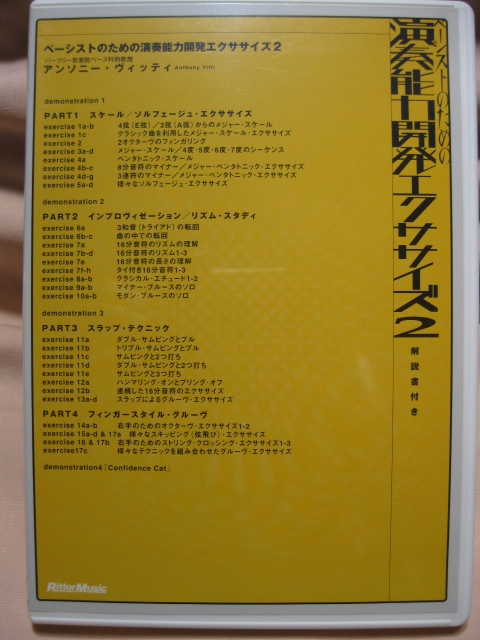 ベーシストのための演奏能力開発エクササイズ2
バークリー音楽院ベース科助教授
アンソニー・ヴィッティ Anthony Vitti
demonstration 1
PART1 スケール/ソルフェージュ・エクササイズ
exercise 1a-b 4弦(E弦)/3弦(A弦)からのメジャー・スケール
exercise 1c クラシック曲を利用したメジャー・スケール・エクササイズ
exercise 2 2オクターヴのフィンガリング
exercise 3a-d メジャー・スケール/4度・5度・6度・7度のシーケンス
exercise 4a ペンタトニック・スケール
exercise 4b-c 8分音符のマイナー/メジャー・ペンタトニック・エクササイズ
exercise 4d-g 3連符のマイナー/メジャー・ペンタトニック・エクササイズ
exercise 5a-d 様々なソルフェージュ・エクササイズ
demonstration 2
PART2 インプロヴィゼーション/リズム・スタディ
exercise 6a 3和音(トライアド)の転回
exercise 6b-c 曲の中での転回
exercise 7a 16分音符のリズムの理解
exercise 7b-d 16分音符のリズム1-3
exercise 7e 16分音符の長さの理解
exercise 7f-h タイ付き16分音符1-3
exercise 8a-b クラシカル・エチュード1-2
exercise 9a-b マイナー・ブルースのソロ
exercise 10a-b モダン・ブルースのソロ
demonstration 3
PART3 スラップ・テクニック
exercise 11a ダブル・サムピングとプル
exercise 11b トリプル・サムピングとプル
exercise 11c サムピングと2つ打ち
exercise 11d ダブル・サムピングと2つ打ち
exercise 11e サムピングと3つ打ち
exercise 12a ハンマリング・オンとプリング・オフ
exercise 12b 連続した16分音符のエクササイズ
exercise 13a-d スラップによるグルーヴ・エクササイズ
PART4 フィンガースタイル・グルーヴ
exercise 14a-b 右手のためのオクターヴ・エクササイズ1-2
exercise 15a-d & 17a 様々なスキッピング(弦飛び)・エクササイズ
exercise 16 & 17b 右手のためのストリング・クロッシング・エクササイズ1-3
exercise17c 様々なテクニックを組み合わせたグルーヴ・エクササイズ
demonstration4「Confidence Cat」
ベーシストのための
演奏能力開発エクササイズ2
解説書付き
RittorMusic